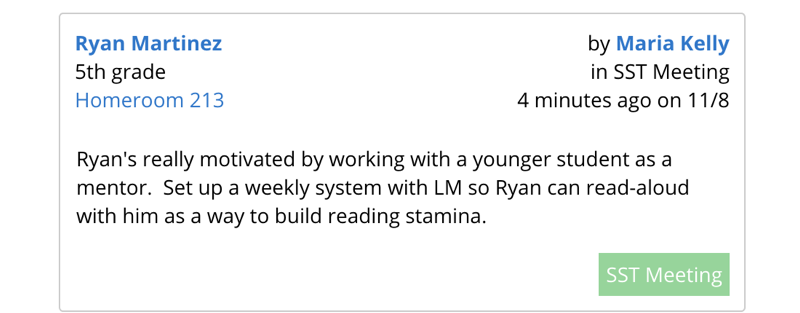 Ryan Martinez
by Maria Kelly
5th grade
in SST Meeting
Homeroom 213
4 minutes ago on 11/8
Ryan's really motivated by working with a younger student as a
mentor.  Set up a weekly system with LM so Ryan can read-aloud
with him as a way to build reading stamina.
SST Meeting